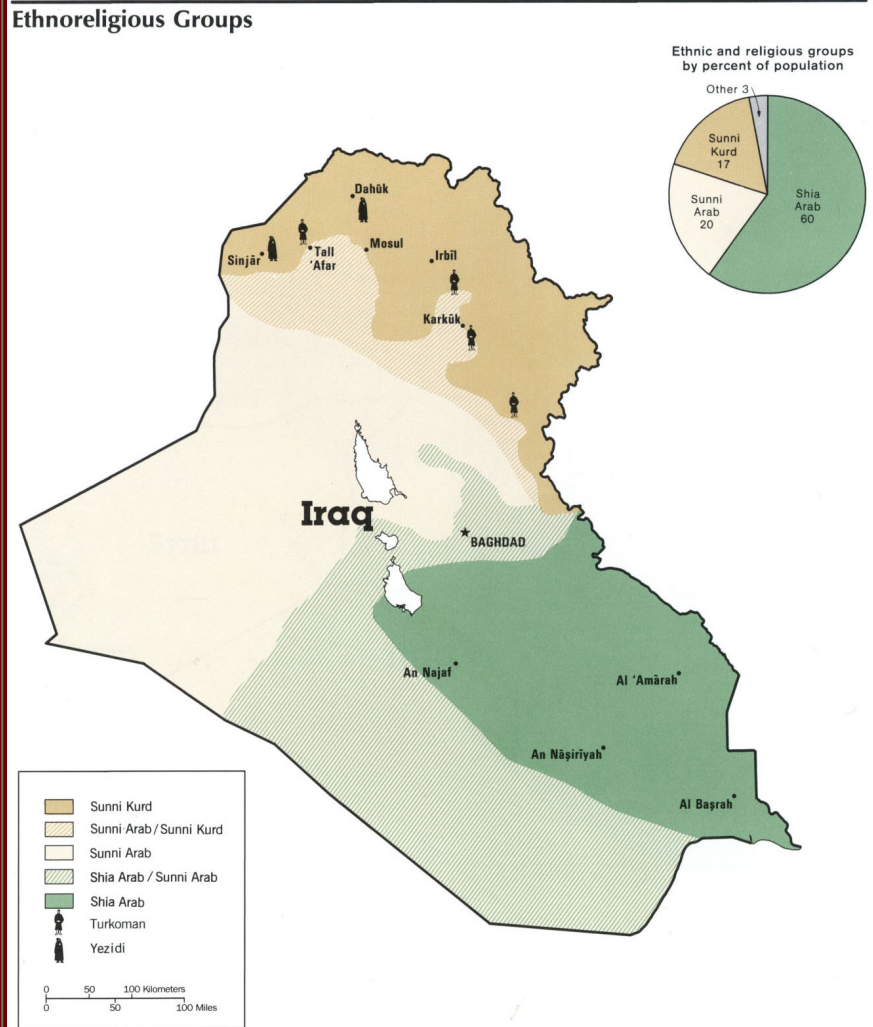 Ethnoreligious Groups
Ethnic and religious groups
by percent of population
Other 3
Sunni
Kurd
17
Sunni
Arab
20
Shia
Arab
60
Dahūk
Sinjār
Tall
'Afar
Mosul
Irbīl
Karkūk
Iraq
BAGHDAD
An Najaf
Al 'Amārah
An Nāşirīyah
Al Başrah
Sunni Kurd
Sunni Arab / Sunni Kurd
Sunni Arab
Shia Arab / Sunni Arab
Shia Arab
Turkoman
Yezidi
0 50 100 Kilometers
0 50 100 Miles